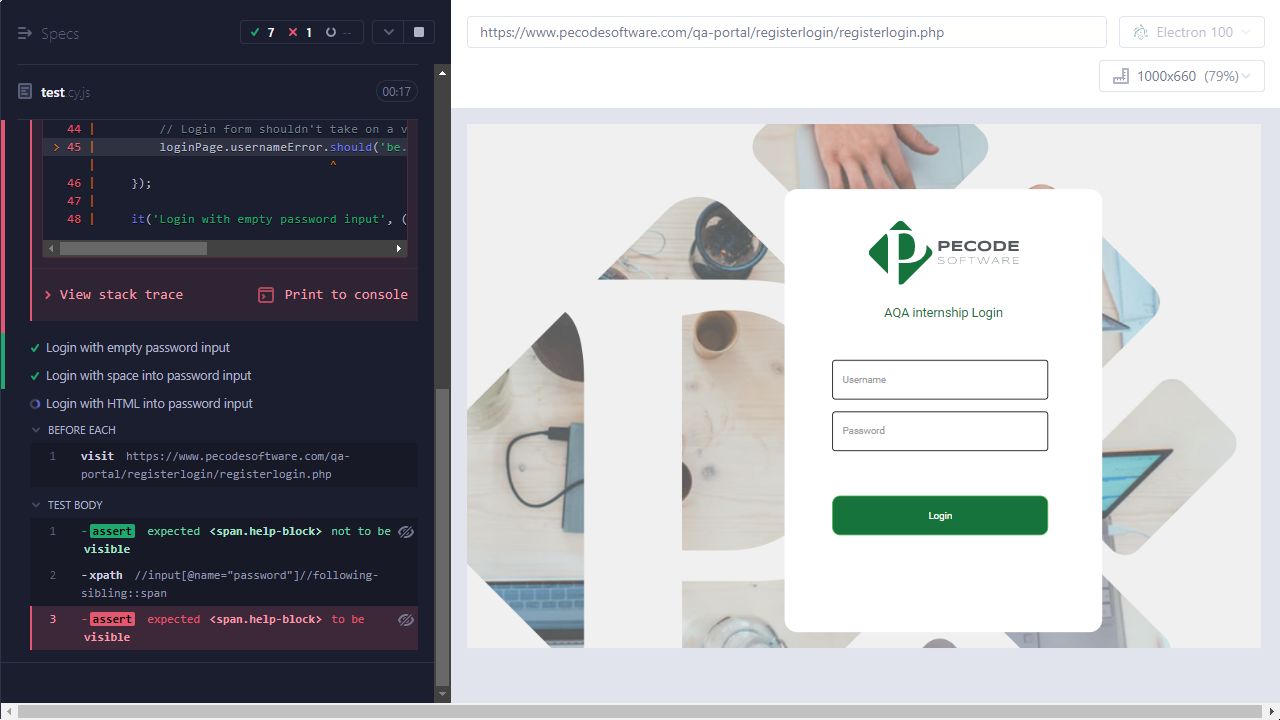 Specs
7
1
--
test.cy.js
00:17
44 | // Login form shouldn't take on a v
> 45 | loginPage.usernameError.should('be.
| ^
46 | });
47 |
48 | it('Login with empty password input', (
View stack trace
Print to console
Login with empty password input
Login with space into password input
Login with HTML into password input
BEFORE EACH
1 visit https://www.pecodesoftware.com/qa-
portal/registerlogin/registerlogin.php
TEST BODY
1 -assert expected <span.help-block> not to be
visible
2 -xpath //input[@name="password"]//following-
sibling::span
3 -assert expected <span.help-block> to be
visible
https://www.pecodesoftware.com/qa-portal/registerlogin/registerlogin.php
Electron 100
1000x660 (79%)
PECODE
SOFTWARE
AQA internship Login
Username
Password
Login